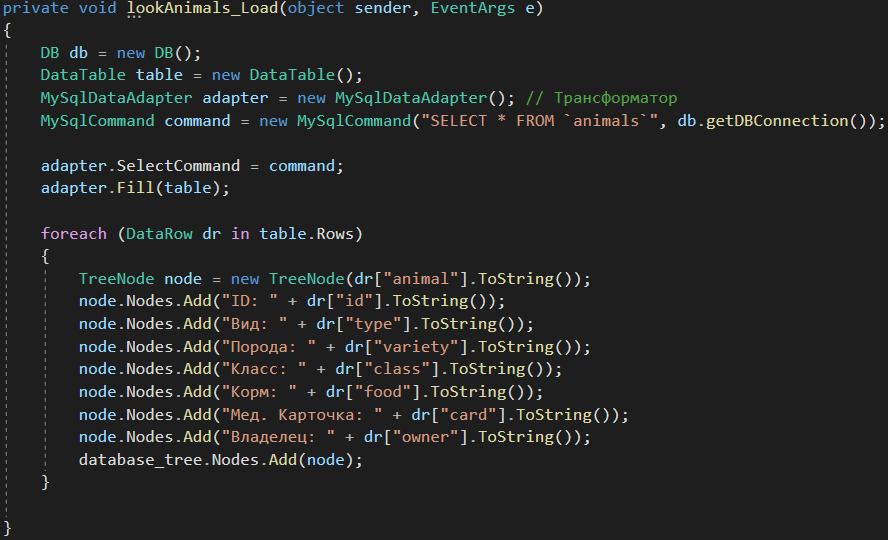 private void lookAnimals_Load(object sender, EventArgs e)
{
DB db = new DB();
DataTable table = new DataTable();
MySqlDataAdapter adapter = new MySqlDataAdapter(); // Трансформатор
MySqlCommand command = new MySqlCommand("SELECT * FROM `animals`", db.getDBConnection());
adapter.SelectCommand = command;
adapter.Fill(table);
foreach (DataRow dr in table.Rows)
{
TreeNode node = new TreeNode(dr["animal"].ToString());
node.Nodes.Add("ID: " + dr["id"].ToString());
node.Nodes.Add("Вид: " + dr["type"].ToString());
node.Nodes.Add("Порода: " + dr["variety"].ToString());
node.Nodes.Add("Класс: " + dr["class"].ToString());
node.Nodes.Add("Корм: " + dr["food"].ToString());
node.Nodes.Add("Мед. Карточка: " + dr["card"].ToString());
node.Nodes.Add("Владелец: " + dr["owner"].ToString());
database_tree.Nodes.Add(node);
}
}